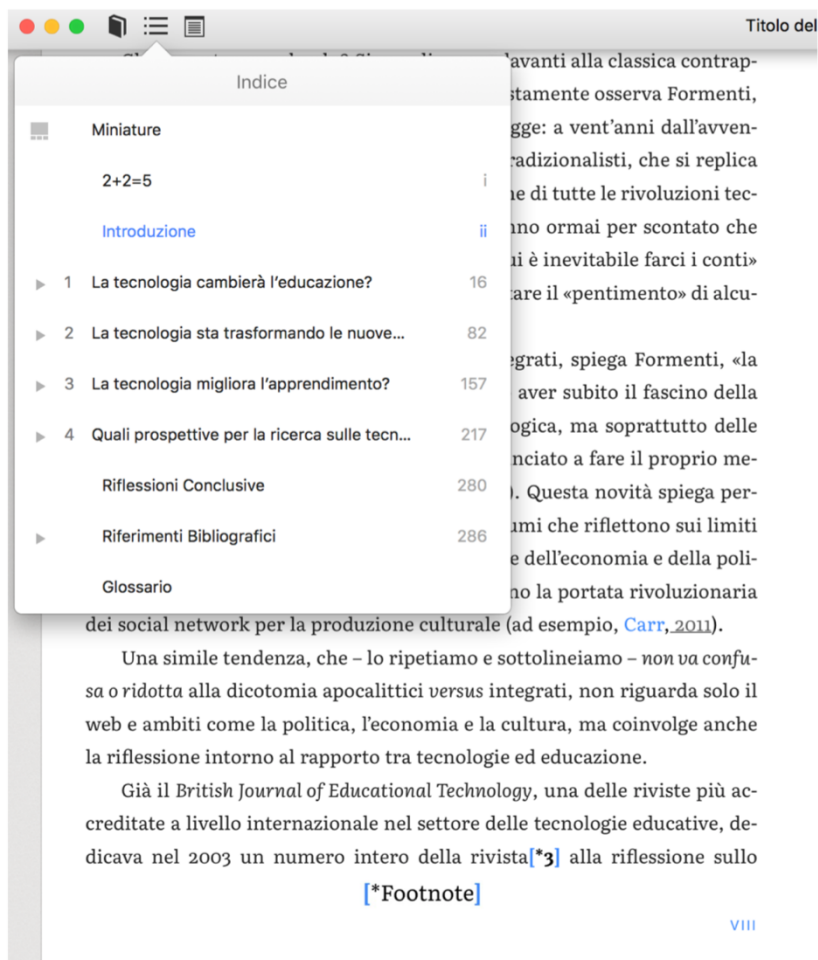 Titolo del
Indice
Miniature
2+2=5 i
Introduzione ii
1 La tecnologia cambierà l'educazione? 16
2 La tecnologia sta trasformando le nuove... 82
3 La tecnologia migliora l'apprendimento? 157
4 Quali prospettive per la ricerca sulle tecn... 217
Riflessioni Conclusive 280
Riferimenti Bibliografici 286
Glossario
davanti alla classica contrap-
stamente osserva Formenti,
gge: a vent'anni dall'avven-
radizionalisti, che si replica
ne di tutte le rivoluzioni tec-
nno ormai per scontato che
ui è inevitabile farci i conti»
tare il «pentimento» di alcu-
egrati, spiega Formenti, «la
aver subito il fascino della
ogica, ma soprattutto delle
nciato a fare il proprio me-
). Questa novità spiega per-
umi che riflettono sui limiti
e dell'economia e della poli-
no la portata rivoluzionaria
dei social network per la produzione culturale (ad esempio, Carr, 2011).
Una simile tendenza, che – lo ripetiamo e sottolineiamo – non va confu-
sa o ridotta alla dicotomia apocalittici versus integrati, non riguarda solo il
web e ambiti come la politica, l'economia e la cultura, ma coinvolge anche
la riflessione intorno al rapporto tra tecnologie ed educazione.
Già il British Journal of Educational Technology, una delle riviste più ac-
creditate a livello internazionale nel settore delle tecnologie educative, de-
dicava nel 2003 un numero intero della rivista[*3] alla riflessione sullo
[*Footnote]
VIII